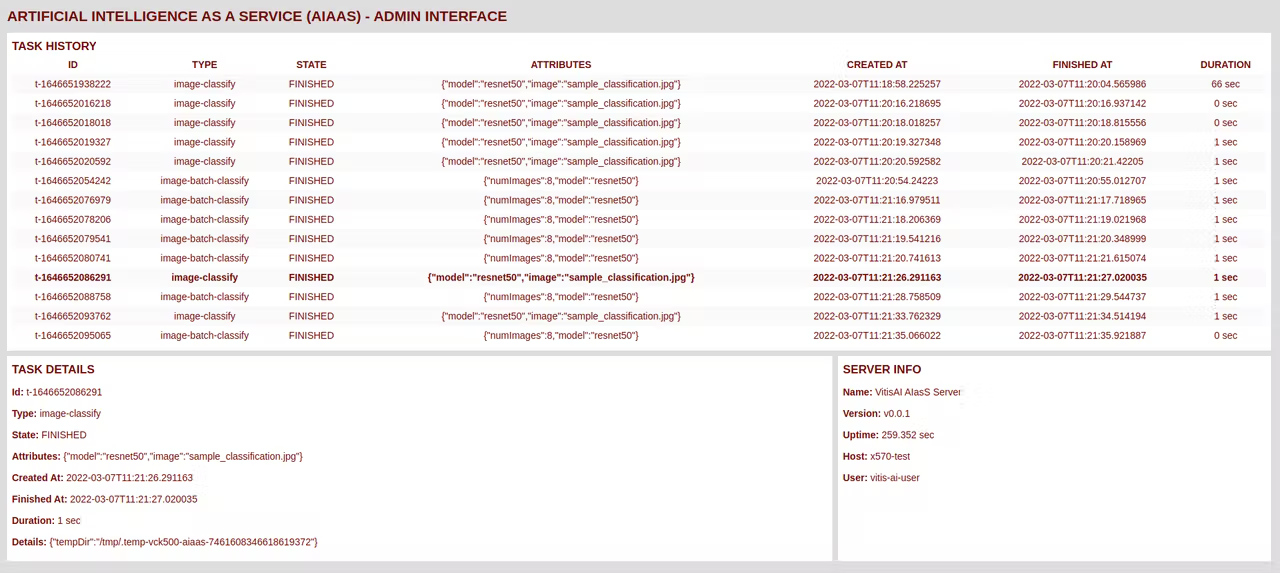 ARTIFICIAL INTELLIGENCE AS A SERVICE (AIAAS) - ADMIN INTERFACE
TASK HISTORY
ID TYPE STATE ATTRIBUTES CREATED AT FINISHED AT DURATION
t-1646651938222 image-classify FINISHED {"model":"resnet50","image":"sample_classification.jpg"} 2022-03-07T11:18:58.225257 2022-03-07T11:20:04.565986 66 sec
t-1646652016218 image-classify FINISHED {"model":"resnet50","image":"sample_classification.jpg"} 2022-03-07T11:20:16.218695 2022-03-07T11:20:16.937142 0 sec
t-1646652018018 image-classify FINISHED {"model":"resnet50","image":"sample_classification.jpg"} 2022-03-07T11:20:18.018257 2022-03-07T11:20:18.815556 0 sec
t-1646652019327 image-classify FINISHED {"model":"resnet50","image":"sample_classification.jpg"} 2022-03-07T11:20:19.327348 2022-03-07T11:20:20.158969 1 sec
t-1646652020592 image-classify FINISHED {"model":"resnet50","image":"sample_classification.jpg"} 2022-03-07T11:20:20.592582 2022-03-07T11:20:21.42205 1 sec
t-1646652054242 image-batch-classify FINISHED {"numImages":8,"model":"resnet50"} 2022-03-07T11:20:54.24223 2022-03-07T11:20:55.012707 1 sec
t-1646652076979 image-batch-classify FINISHED {"numImages":8,"model":"resnet50"} 2022-03-07T11:21:16.979511 2022-03-07T11:21:17.718965 1 sec
t-1646652078206 image-batch-classify FINISHED {"numImages":8,"model":"resnet50"} 2022-03-07T11:21:18.206369 2022-03-07T11:21:19.021968 1 sec
t-1646652079541 image-batch-classify FINISHED {"numImages":8,"model":"resnet50"} 2022-03-07T11:21:19.541216 2022-03-07T11:21:20.348999 1 sec
t-1646652080741 image-batch-classify FINISHED {"numImages":8,"model":"resnet50"} 2022-03-07T11:21:20.741613 2022-03-07T11:21:21.615074 1 sec
t-1646652086291 image-classify FINISHED {"model":"resnet50","image":"sample_classification.jpg"} 2022-03-07T11:21:26.291163 2022-03-07T11:21:27.020035 1 sec
t-1646652088758 image-batch-classify FINISHED {"numImages":8,"model":"resnet50"} 2022-03-07T11:21:28.758509 2022-03-07T11:21:29.544737 1 sec
t-1646652093762 image-classify FINISHED {"model":"resnet50","image":"sample_classification.jpg"} 2022-03-07T11:21:33.762329 2022-03-07T11:21:34.514194 1 sec
t-1646652095065 image-batch-classify FINISHED {"numImages":8,"model":"resnet50"} 2022-03-07T11:21:35.066022 2022-03-07T11:21:35.921887 0 sec
TASK DETAILS
Id: t-1646652086291
Type: image-classify
State: FINISHED
Attributes: {"model":"resnet50","image":"sample_classification.jpg"}
Created At: 2022-03-07T11:21:26.291163
Finished At: 2022-03-07T11:21:27.020035
Duration: 1 sec
Details: {"tempDir":"/tmp/.temp-vck500-aiaas-7461608346618619372"}
SERVER INFO
Name: VitisAI AIasS Server
Version: v0.0.1
Uptime: 259.352 sec
Host: x570-test
User: vitis-ai-user